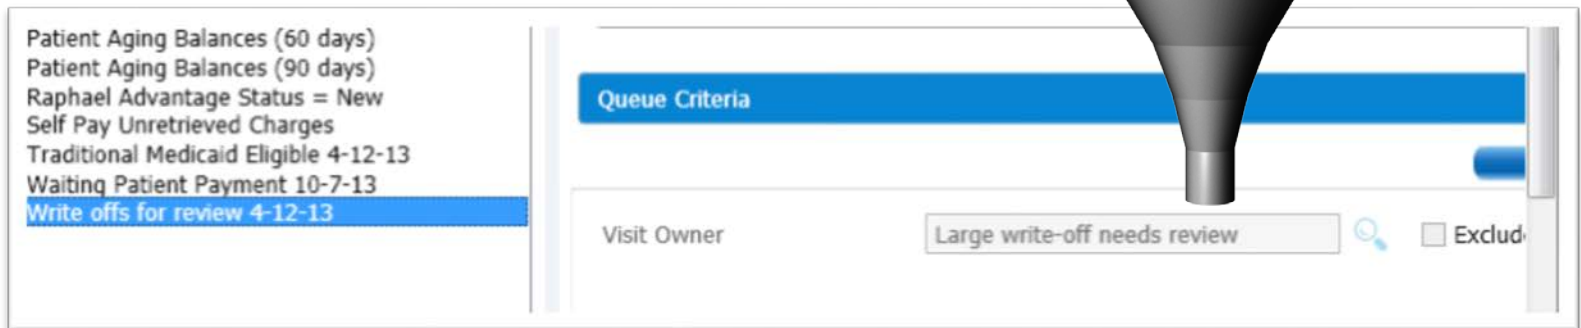 Patient Aging Balances (60 days)
Patient Aging Balances (90 days)
Raphael Advantage Status = New
Self Pay Unretrieved Charges
Traditional Medicaid Eligible 4-12-13
Waiting Patient Payment 10-7-13
Write offs for review 4-12-13
Queue Criteria
Visit Owner
Large write-off needs review
Exclud